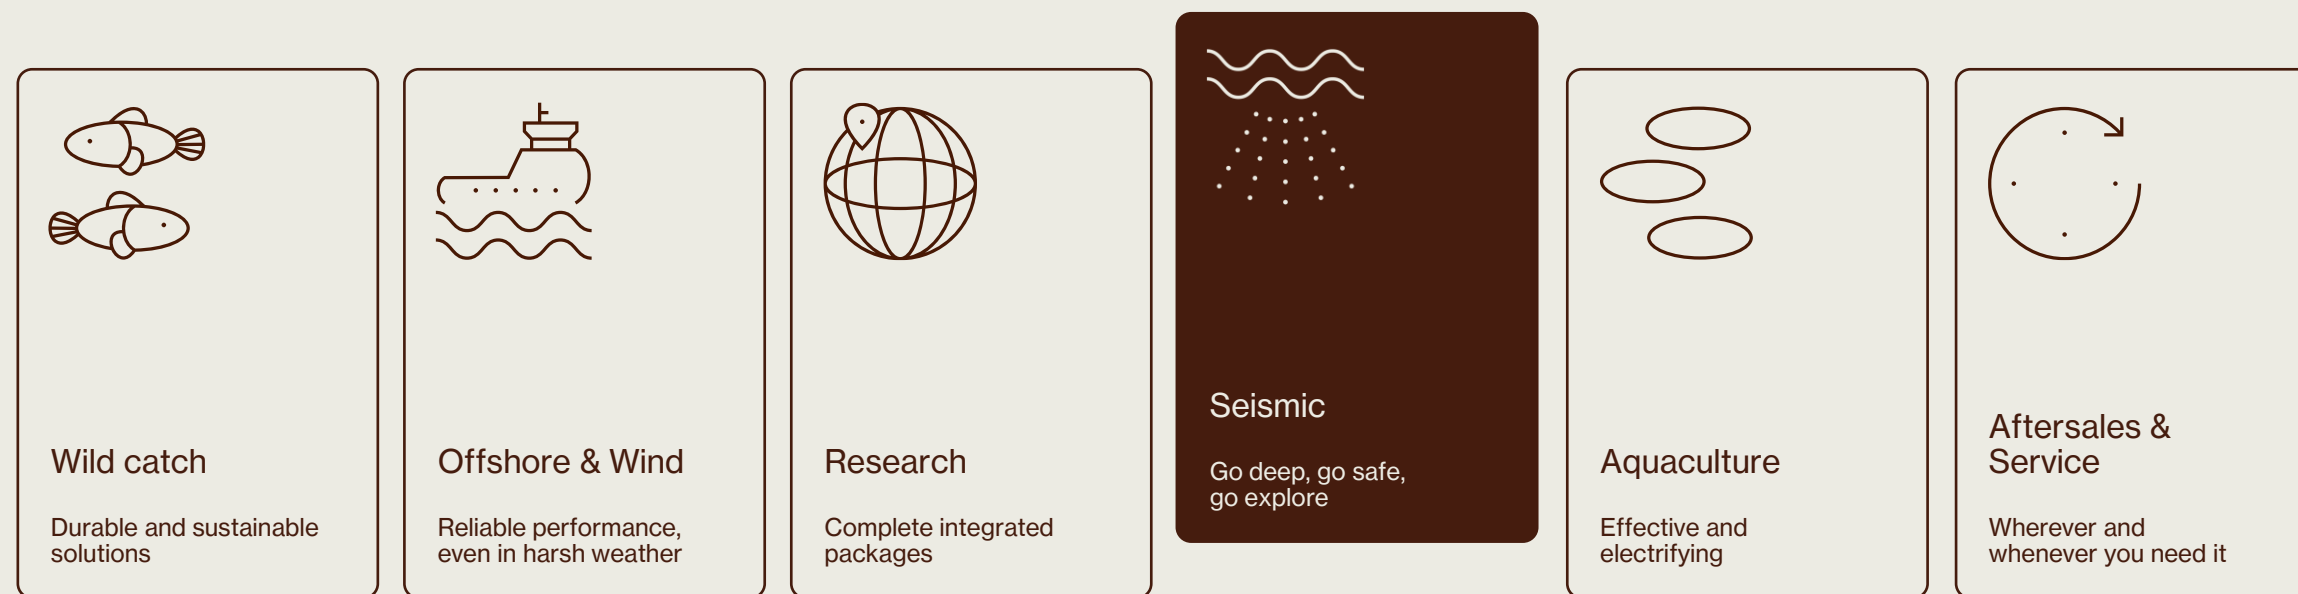 Wild catch
Durable and sustainable
solutions
Offshore & Wind
Reliable performance,
even in harsh weather
Research
Complete integrated
packages
Seismic
Go deep, go safe,
go explore
Aquaculture
Effective and
electrifying
Aftersales &
Service
Wherever and
whenever you need it